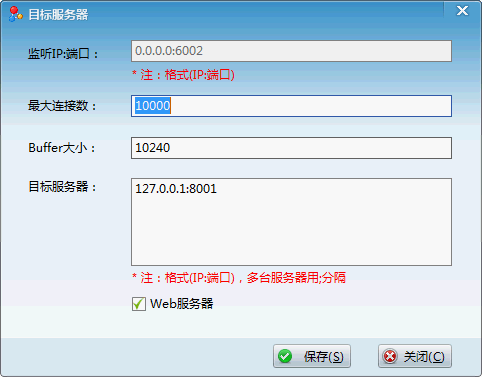 目标服务器
监听IP:端口：
0.0.0.0:6002
* 注：格式(IP:端口)
最大连接数：
10000
Buffer大小：
10240
目标服务器：
127.0.0.1:8001
* 注：格式(IP:端口)，多台服务器用;分隔
Web服务器
保存(S) 关闭(C)